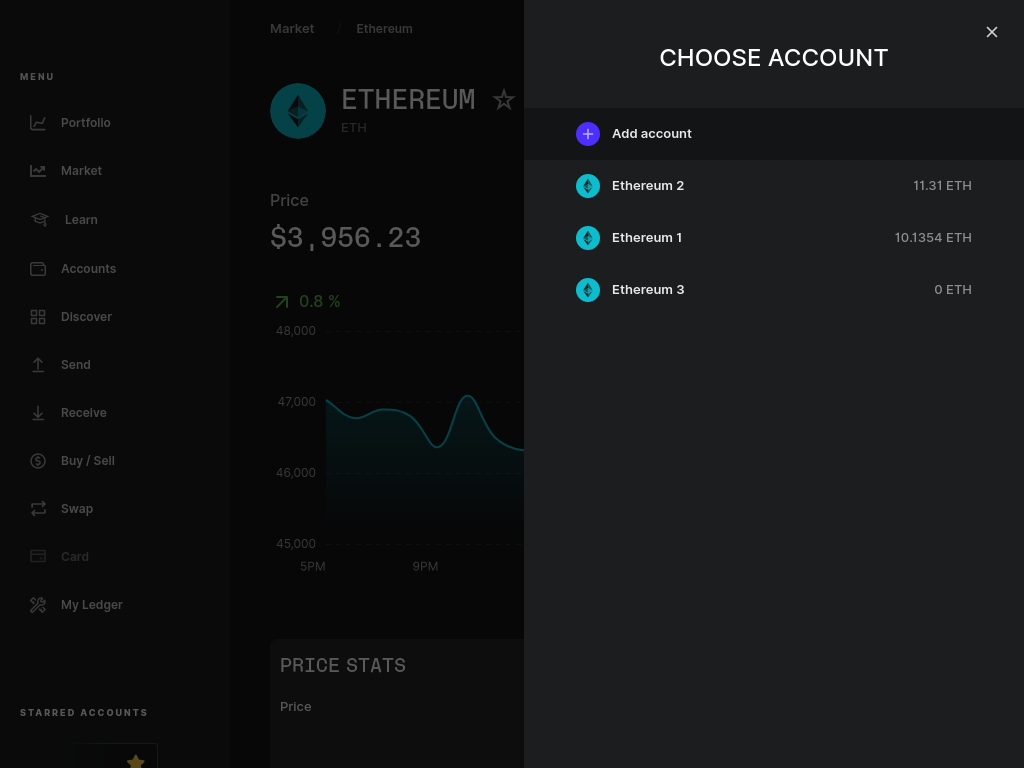 MENU
Portfolio
Market
Learn
Accounts
Discover
Send
Receive
Buy / Sell
Swap
Card
My Ledger
STARRED ACCOUNTS
Market / Ethereum
ETHEREUM
ETH
Price
$3,956.23
0.8 %
48,000
47,000
46,000
45,000
5PM 9PM
PRICE STATS
Price
CHOOSE ACCOUNT
Add account
Ethereum 2 11.31 ETH
Ethereum 1 10.1354 ETH
Ethereum 3 0 ETH